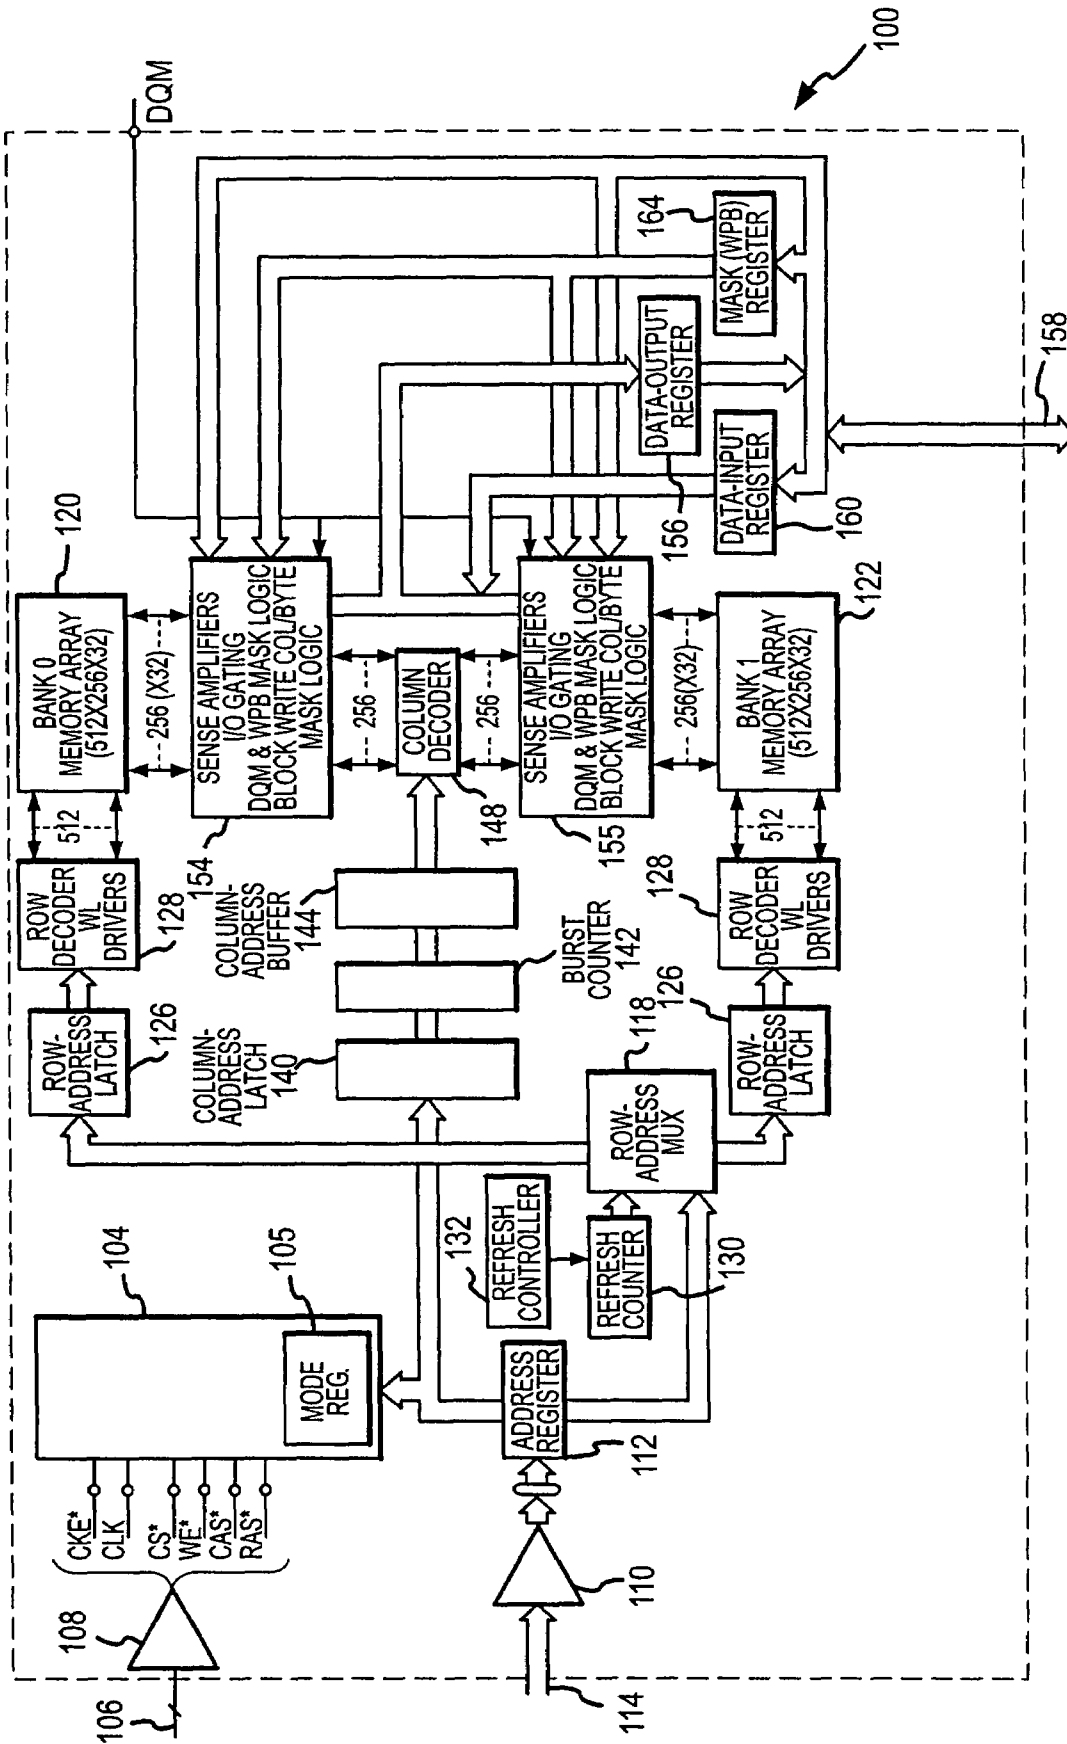 106
108
CKE*
CLK
CS*
WE*
CAS*
RAS*
104
105
MODE
REG.
114
110
112
ADDRESS
REGISTER
132
REFRESH
CONTROLLER
REFRESH
COUNTER
130
118
ROW-
ADDRESS
MUX
ROW-
ADDRESS
LATCH
126
ROW-
ADDRESS
LATCH
126
COLUMN-
ADDRESS
LATCH
140
BURST
COUNTER
142
COLUMN-
ADDRESS
BUFFER
144
ROW
DECODER
WL
DRIVERS
128
ROW
DECODER
WL
DRIVERS
128
512
512
120
BANK 0
MEMORY ARRAY
(512X256X32)
256 (X32)
SENSE AMPLIFIERS
I/O GATING
DQM & WPB MASK LOGIC
BLOCK WRITE COL/BYTE
MASK LOGIC
154
256
COLUMN
DECODER
148
256
SENSE AMPLIFIERS
I/O GATING
DQM & WPB MASK LOGIC
BLOCK WRITE COL/BYTE
MASK LOGIC
155
256(X32)
BANK 1
MEMORY ARRAY
(512X256X32)
122
DATA-INPUT
REGISTER
160
DATA-OUTPUT
REGISTER
156
MASK (WPB)
REGISTER
164
DQM
100
158